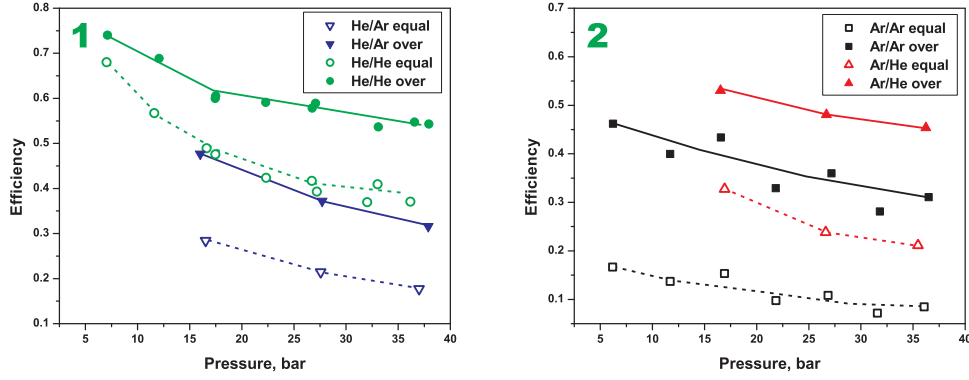 1
He/Ar equal
He/Ar over
He/He equal
He/He over
0.8
0.7
0.6
0.5
0.4
0.3
0.2
0.1
Efficiency
5
10
15
20
25
30
35
40
Pressure, bar
2
Ar/Ar equal
Ar/Ar over
Ar/He equal
Ar/He over
0.7
0.6
0.5
0.4
0.3
0.2
0.1
Efficiency
5
10
15
20
25
30
35
40
Pressure, bar